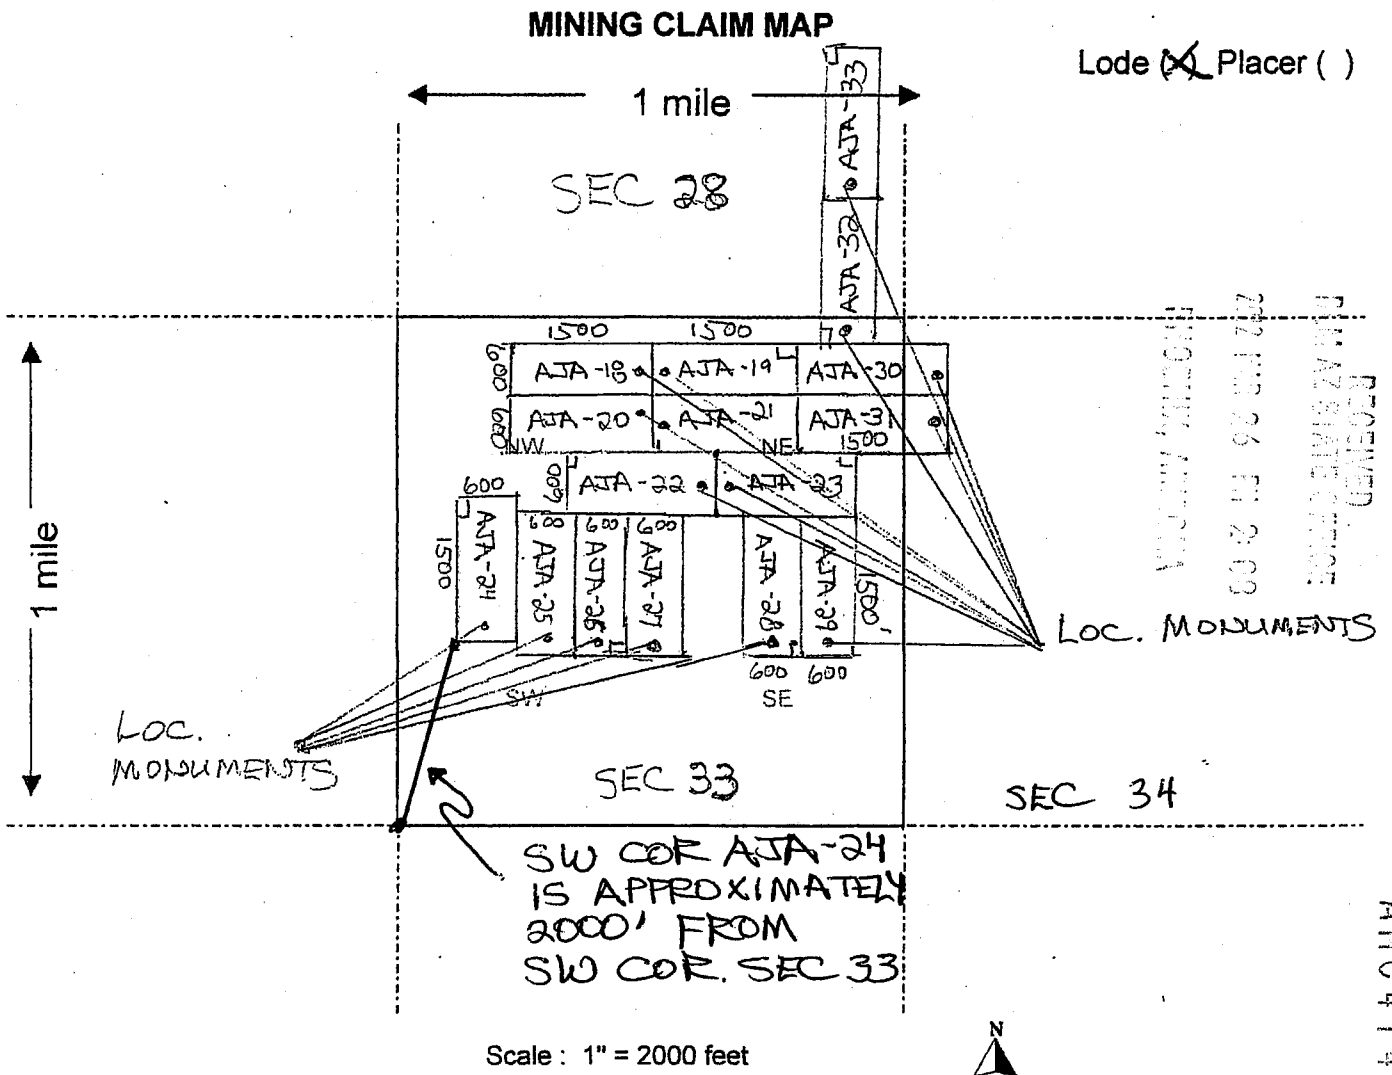 MINING CLAIM MAP
Lode (X) Placer ( )
1 mile
AJA-33
SEC 28
AJA-32
1500 1500
600 AJA-18 AJA-19 AJA-30
600 AJA-20 AJA-21 AJA-31
NW NE 1500
600 AJA-22 AJA-23
600
1500 AJA-24
600 600 600
AJA-25 AJA-26 AJA-27 AJA-28 AJA-29 1500'
1 mile
LOC. MONUMENTS
600 600
SW SE
LOC.
MONUMENTS
SEC 33
SEC 34
SW COR AJA-24
IS APPROXIMATELY
2000' FROM
SW COR. SEC 33
RECEIVED
2 03
N
Scale : 1" = 2000 feet